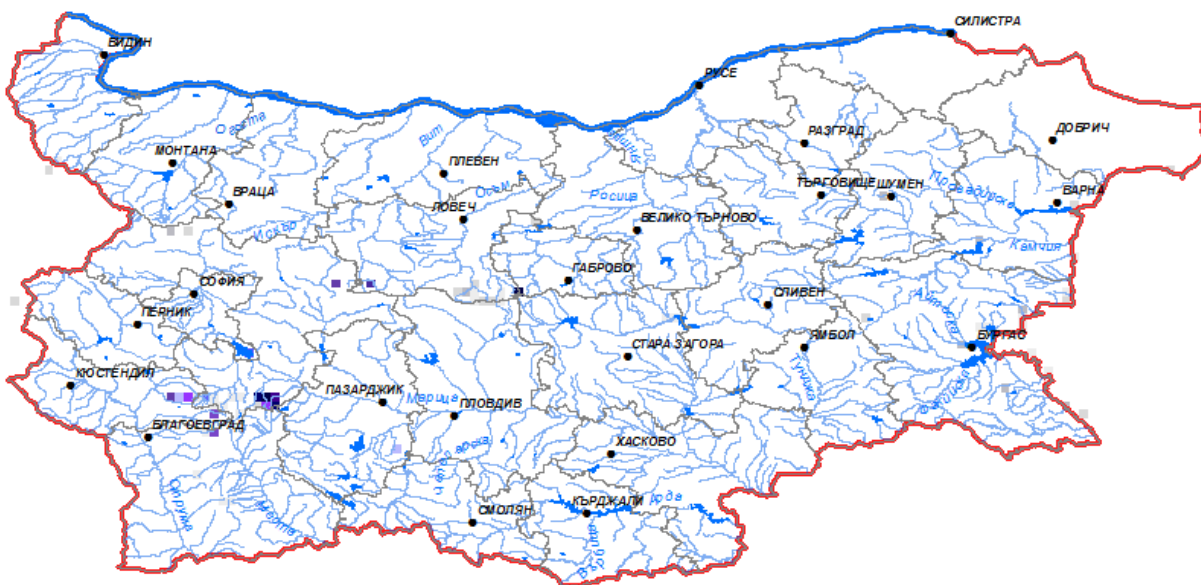 СИЛИСТРА
ВИДИН
РУСЕ
Огоста
Вит
РАЗГРАД
ДОБРИЧ
МОНТАНА
ПЛЕВЕН
ВРАЦА
Осъм
Росица
ТЪРГОВИЩЕ
ШУМЕН
ВАРНА
ЛОВЕЧ
Искър
ВЕЛИКО ТЪРНОВО
Камчия
ГАБРОВО
СОФИЯ
СЛИВЕН
ПЕРНИК
ЯМБОЛ
БУРГАС
СТАРА ЗАГОРА
КЮСТЕНДИЛ
ПАЗАРДЖИК
Марица
ПЛОВДИВ
Тунджа
БЛАГОЕВГРАД
ХАСКОВО
КЪРДЖАЛИ
СМОЛЯН
Струма
Места
Върбица